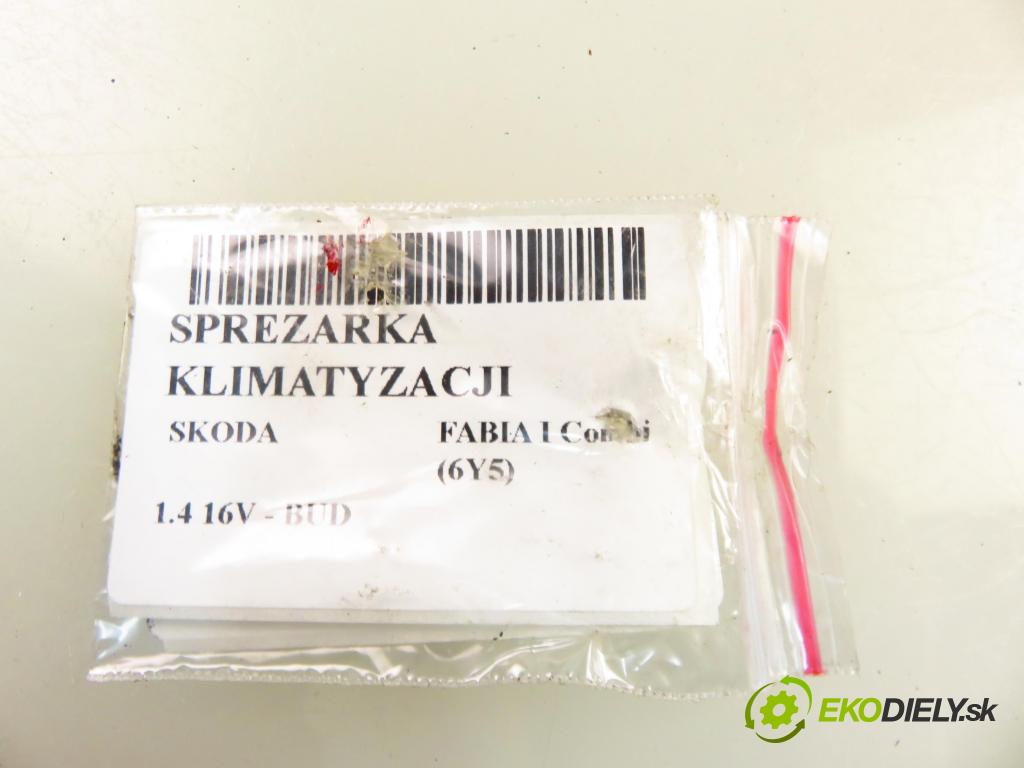 SPREZARKA
KLIMATYZACJI
SKODA FABIA I Combi
(6Y5)
1.4 16V - BUD
EKODIELY.sk